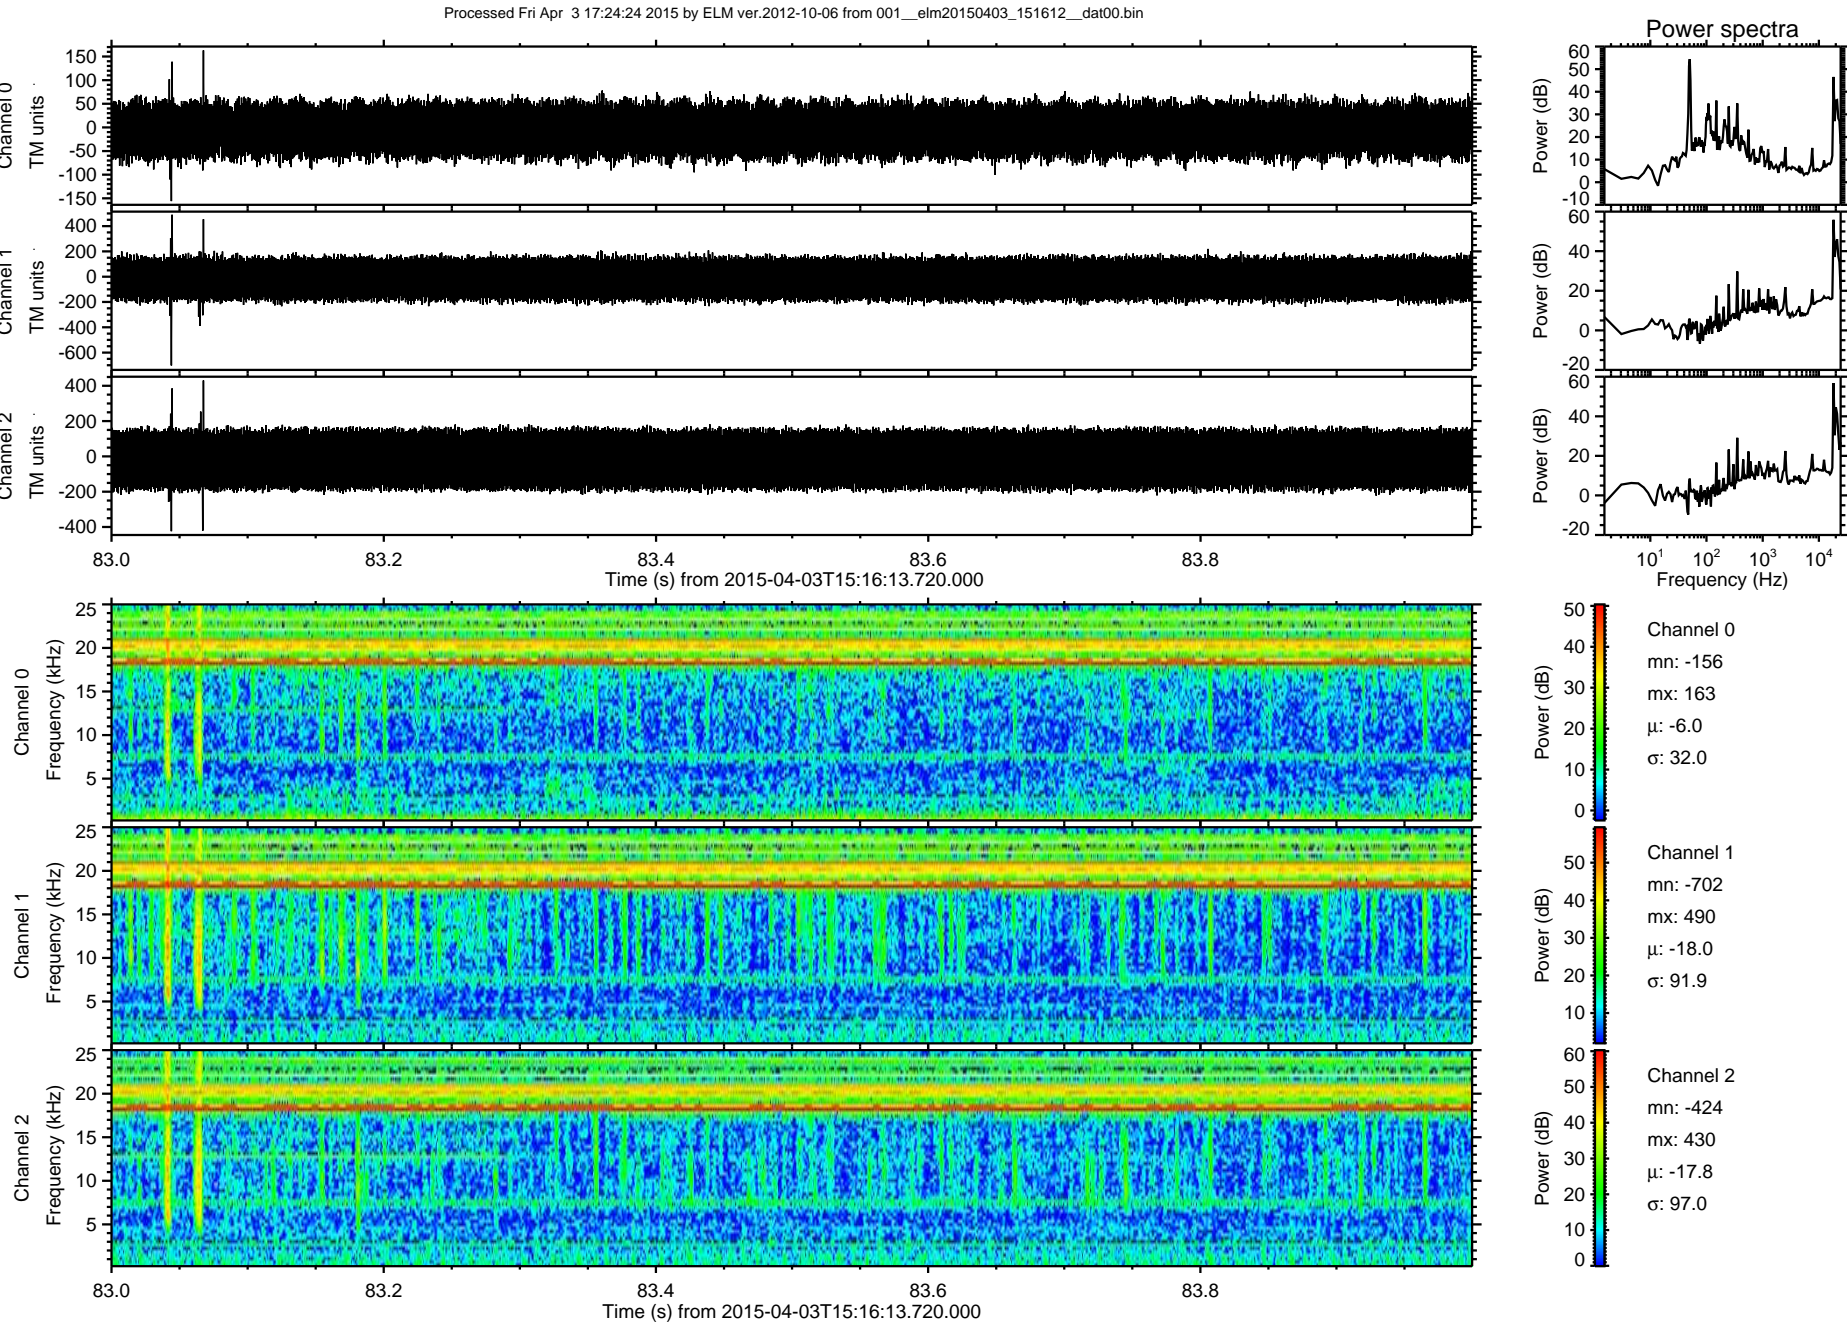 Processed Fri Apr  3 17:24:24 2015 by ELM ver.2012-10-06 from 001__elm20150403_151612__dat00.bin
Power spectra
Channel 0
TM units
150
100
50
0
-50
-100
-150
Power (dB)
60
50
40
30
20
10
0
-10
Channel 1
TM units
400
200
0
-200
-400
-600
Power (dB)
60
40
20
0
-20
Channel 2
TM units
400
200
0
-200
-400
Power (dB)
60
40
20
0
-20
83.0 83.2 83.4 83.6 83.8
Time (s) from 2015-04-03T15:16:13.720.000
10¹ 10² 10³ 10⁴
Frequency (Hz)
Channel 0
Frequency (kHz)
25
20
15
10
5
Power (dB)
50
40
30
20
10
0
Channel 0
mn: -156
mx: 163
μ: -6.0
σ: 32.0
Channel 1
Frequency (kHz)
25
20
15
10
5
Power (dB)
50
40
30
20
10
Channel 1
mn: -702
mx: 490
μ: -18.0
σ: 91.9
Channel 2
Frequency (kHz)
25
20
15
10
5
Power (dB)
60
50
40
30
20
10
0
Channel 2
mn: -424
mx: 430
μ: -17.8
σ: 97.0
83.0 83.2 83.4 83.6 83.8
Time (s) from 2015-04-03T15:16:13.720.000